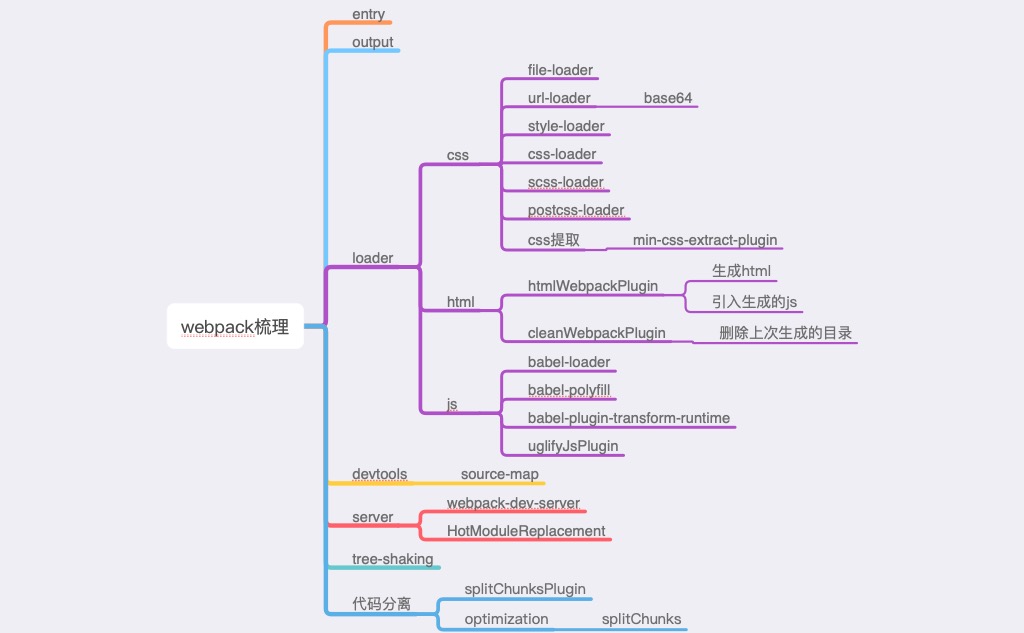 entry
output
file-loader
url-loader
base64
style-loader
css
css-loader
scss-loader
postcss-loader
css提取
min-css-extract-plugin
loader
html
htmlWebpackPlugin
生成html
引入生成的js
webpack梳理
cleanWebpackPlugin
删除上次生成的目录
babel-loader
babel-polyfill
js
babel-plugin-transform-runtime
uglifyJsPlugin
devtools
source-map
server
webpack-dev-server
HotModuleReplacement
tree-shaking
代码分离
splitChunksPlugin
optimization
splitChunks